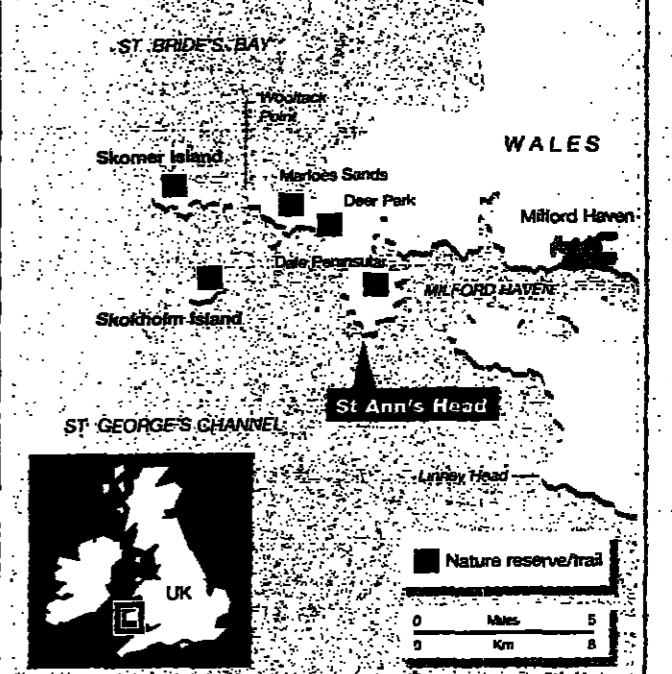 ST BRIDE'S BAY
Wooltack
Point
WALES
Skomer Island
Marloes Sands
Deer Park
Milford Haven
Dale Peninsular
MILFORD HAVEN
Skokholm Island
St Ann's Head
ST GEORGE'S CHANNEL
Linney Head
UK
Nature reserve/trail
0 Miles 5
0 Km 8